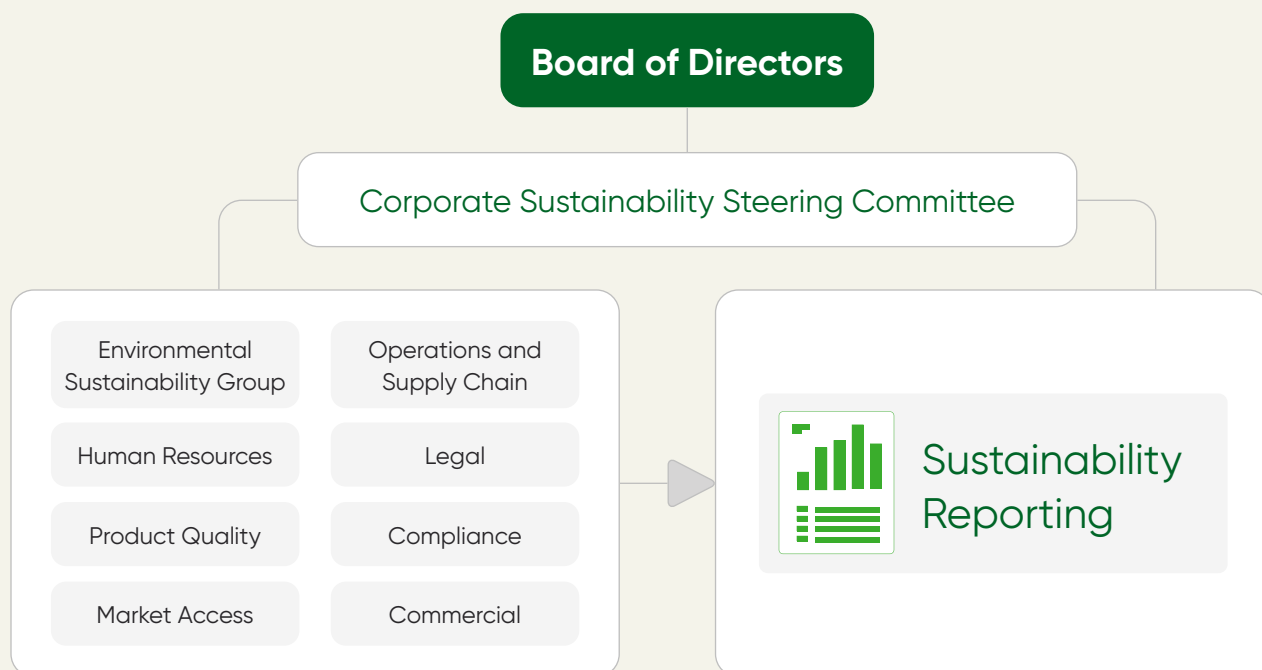 Board of Directors
Corporate Sustainability Steering Committee
Environmental
Sustainability Group
Operations and
Supply Chain
Human Resources
Legal
Product Quality
Compliance
Market Access
Commercial
Sustainability
Reporting